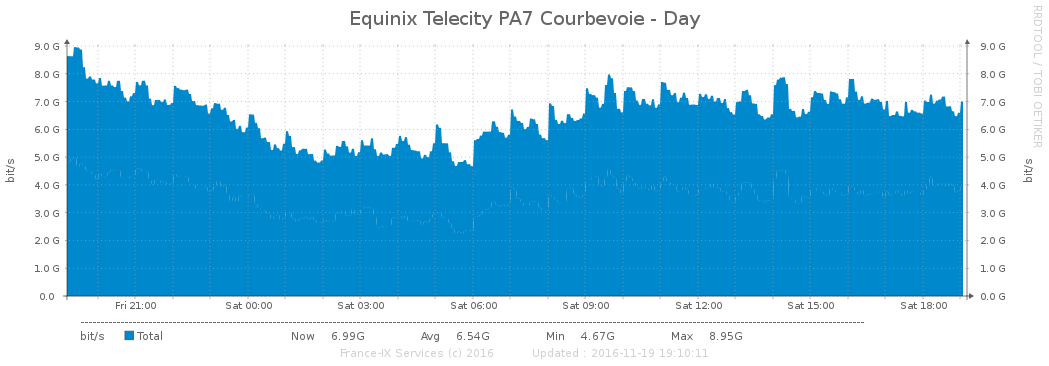 Equinix Telecity PA7 Courbevoie - Day
RRDTOOL / TOBI OETIKER
bit/s
9.0 G 9.0 G
8.0 G 8.0 G
7.0 G 7.0 G
6.0 G 6.0 G
5.0 G 5.0 G
4.0 G 4.0 G
3.0 G 3.0 G
2.0 G 2.0 G
1.0 G 1.0 G
0.0 0.0 G
bit/s
Fri 21:00 Sat 00:00 Sat 03:00 Sat 06:00 Sat 09:00 Sat 12:00 Sat 15:00 Sat 18:00
bit/s Total Now 6.99G Avg 6.54G Min 4.67G Max 8.95G
France-IX Services (c) 2016 Updated : 2016-11-19 19:10:11